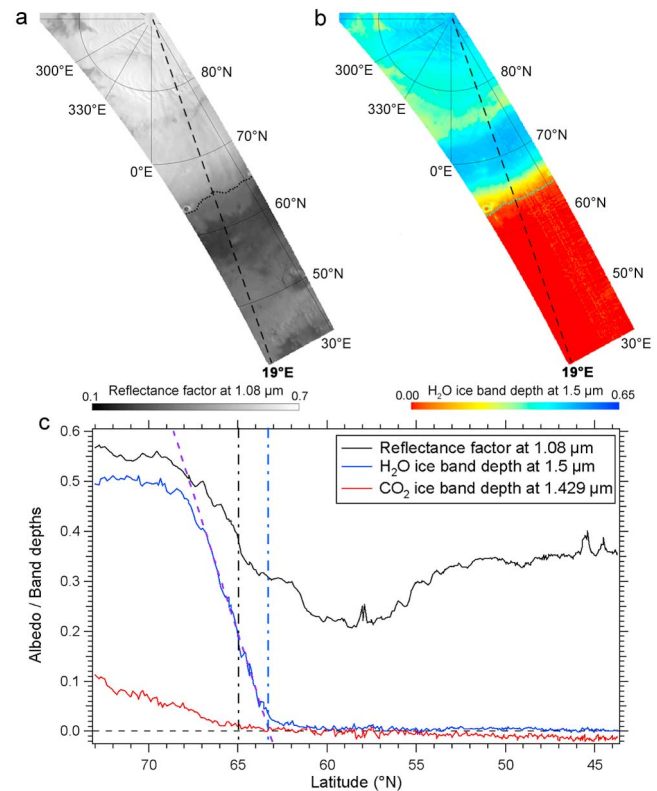 a
300°E
330°E
0°E
80°N
70°N
60°N
50°N
30°E
19°E
0.1 Reflectance factor at 1.08 µm 0.7
b
300°E
330°E
0°E
80°N
70°N
60°N
50°N
30°E
19°E
0.00 H₂O ice band depth at 1.5 µm 0.65
c
Reflectance factor at 1.08 µm
H₂O ice band depth at 1.5 µm
CO₂ ice band depth at 1.429 µm
Albedo / Band depths
0.6
0.5
0.4
0.3
0.2
0.1
0.0
70 65 60 55 50 45
Latitude (°N)